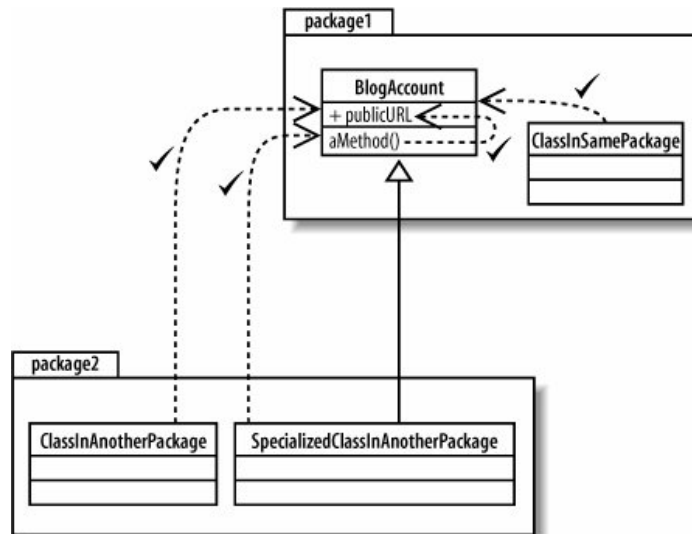 package1
BlogAccount
+ publicURL
aMethod()
ClassInSamePackage
package2
ClassInAnotherPackage
SpecializedClassInAnotherPackage